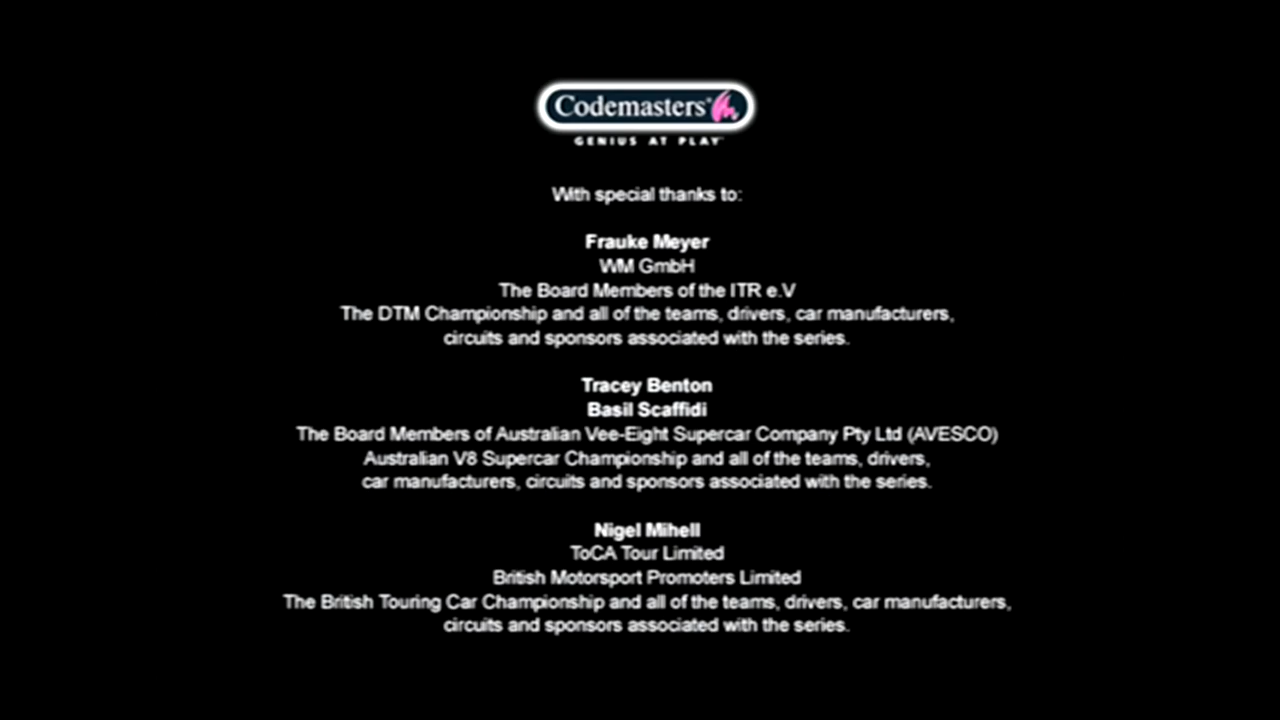 Codemasters®
GENIUS AT PLAY™
With special thanks to:
Frauke Meyer
WM GmbH
The Board Members of the ITR e.V
The DTM Championship and all of the teams, drivers, car manufacturers,
circuits and sponsors associated with the series.
Tracey Benton
Basil Scaffidi
The Board Members of Australian Vee-Eight Supercar Company Pty Ltd (AVESCO)
Australian V8 Supercar Championship and all of the teams, drivers,
car manufacturers, circuits and sponsors associated with the series.
Nigel Mihell
ToCA Tour Limited
British Motorsport Promoters Limited
The British Touring Car Championship and all of the teams, drivers, car manufacturers,
circuits and sponsors associated with the series.